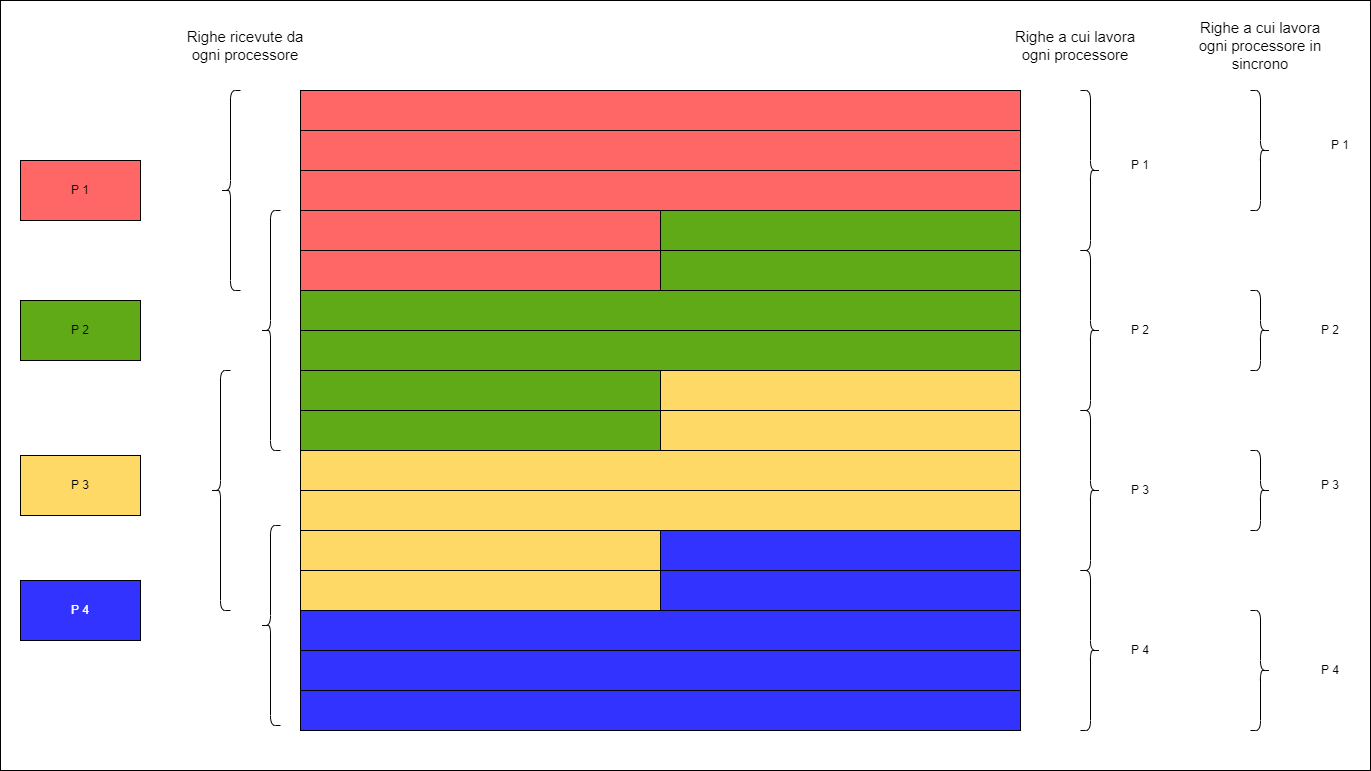 Righe ricevute da
ogni processore
Righe a cui lavora
ogni processore
Righe a cui lavora
ogni processore in
sincrono
P 1
P 2
P 3
P 4
P 1
P 2
P 3
P 4
P 1
P 2
P 3
P 4